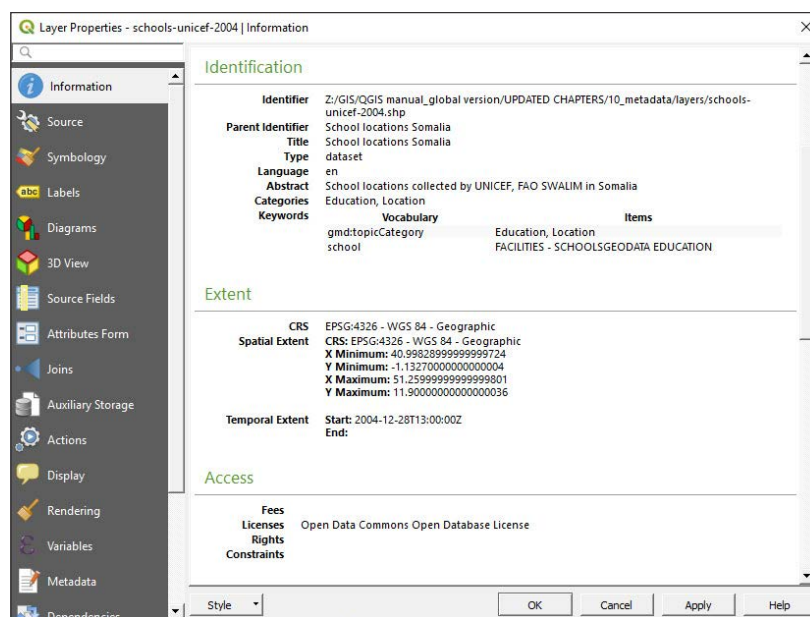 Layer Properties - schools-unicef-2004 | Information
Information
Source
Symbology
abc Labels
Diagrams
3D View
Source Fields
Attributes Form
Joins
Auxiliary Storage
Actions
Display
Rendering
Variables
Metadata
Dependencies
Identification
Identifier Z:/GIS/QGIS manual_global version/UPDATED CHAPTERS/10_metadata/layers/schools-
unicef-2004.shp
Parent Identifier School locations Somalia
Title School locations Somalia
Type dataset
Language en
Abstract School locations collected by UNICEF, FAO SWALIM in Somalia
Categories Education, Location
Keywords Vocabulary Items
gmd:topicCategory Education, Location
school FACILITIES - SCHOOLSGEODATA EDUCATION
Extent
CRS EPSG:4326 - WGS 84 - Geographic
Spatial Extent CRS: EPSG:4326 - WGS 84 - Geographic
X Minimum: 40.99828999999999724
Y Minimum: -1.13270000000000004
X Maximum: 51.25999999999999801
Y Maximum: 11.90000000000000036
Temporal Extent Start: 2004-12-28T13:00:00Z
End:
Access
Fees
Licenses Open Data Commons Open Database License
Rights
Constraints
Style OK Cancel Apply Help